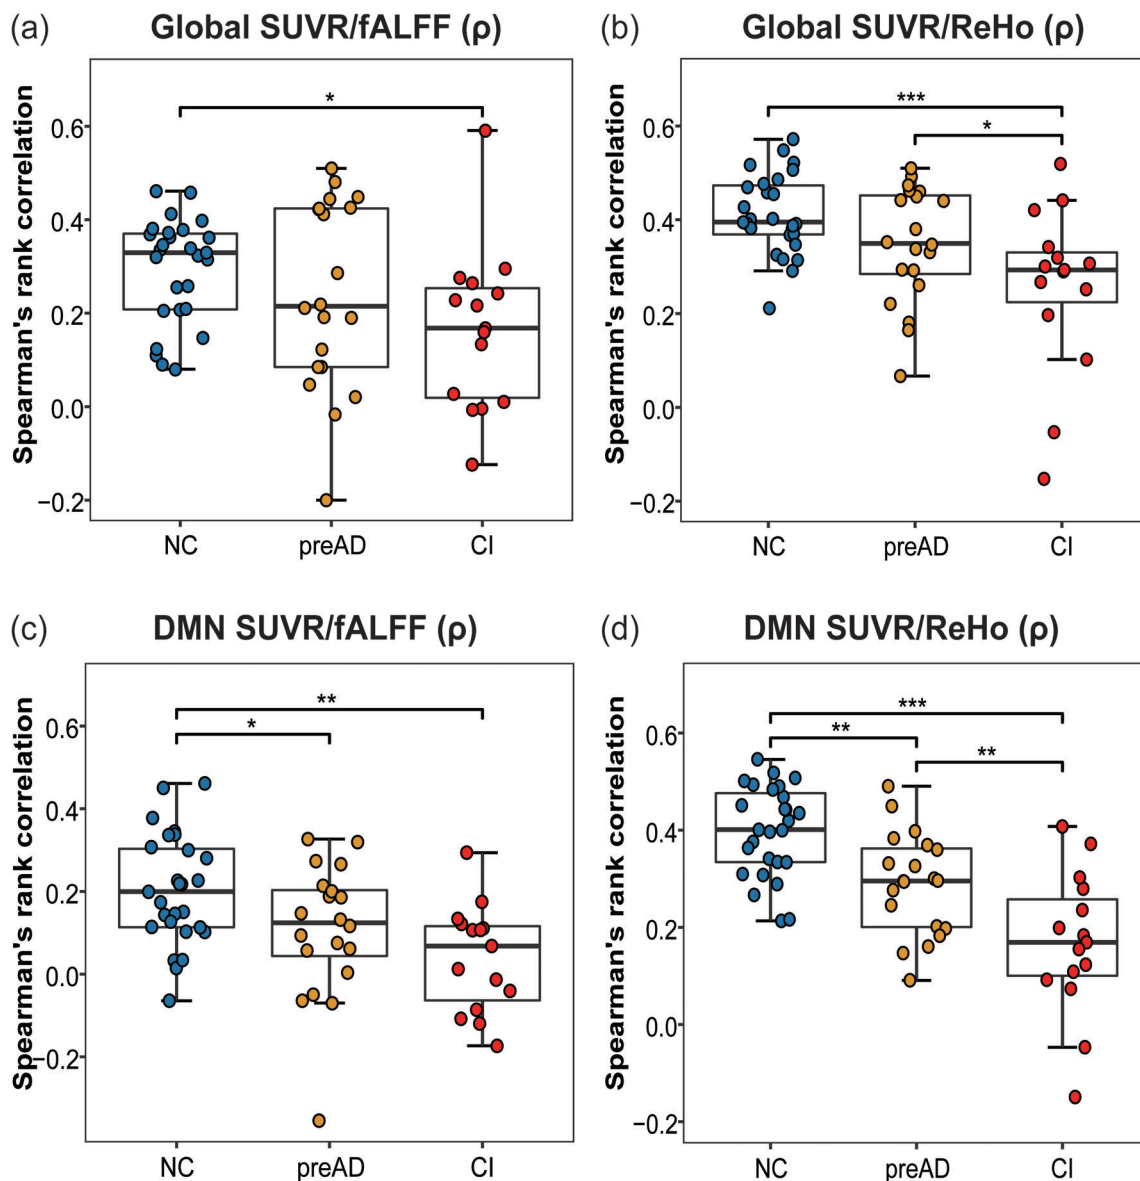 (a) Global SUVR/fALFF (ρ)
Spearman's rank correlation
0.6
0.4
0.2
0.0
−0.2
*
NC preAD CI
(b) Global SUVR/ReHo (ρ)
Spearman's rank correlation
0.6
0.4
0.2
0.0
−0.2
***
*
NC preAD CI
(c) DMN SUVR/fALFF (ρ)
Spearman's rank correlation
0.6
0.4
0.2
0.0
−0.2
**
*
NC preAD CI
(d) DMN SUVR/ReHo (ρ)
Spearman's rank correlation
0.6
0.4
0.2
0.0
−0.2
***
**
**
NC preAD CI